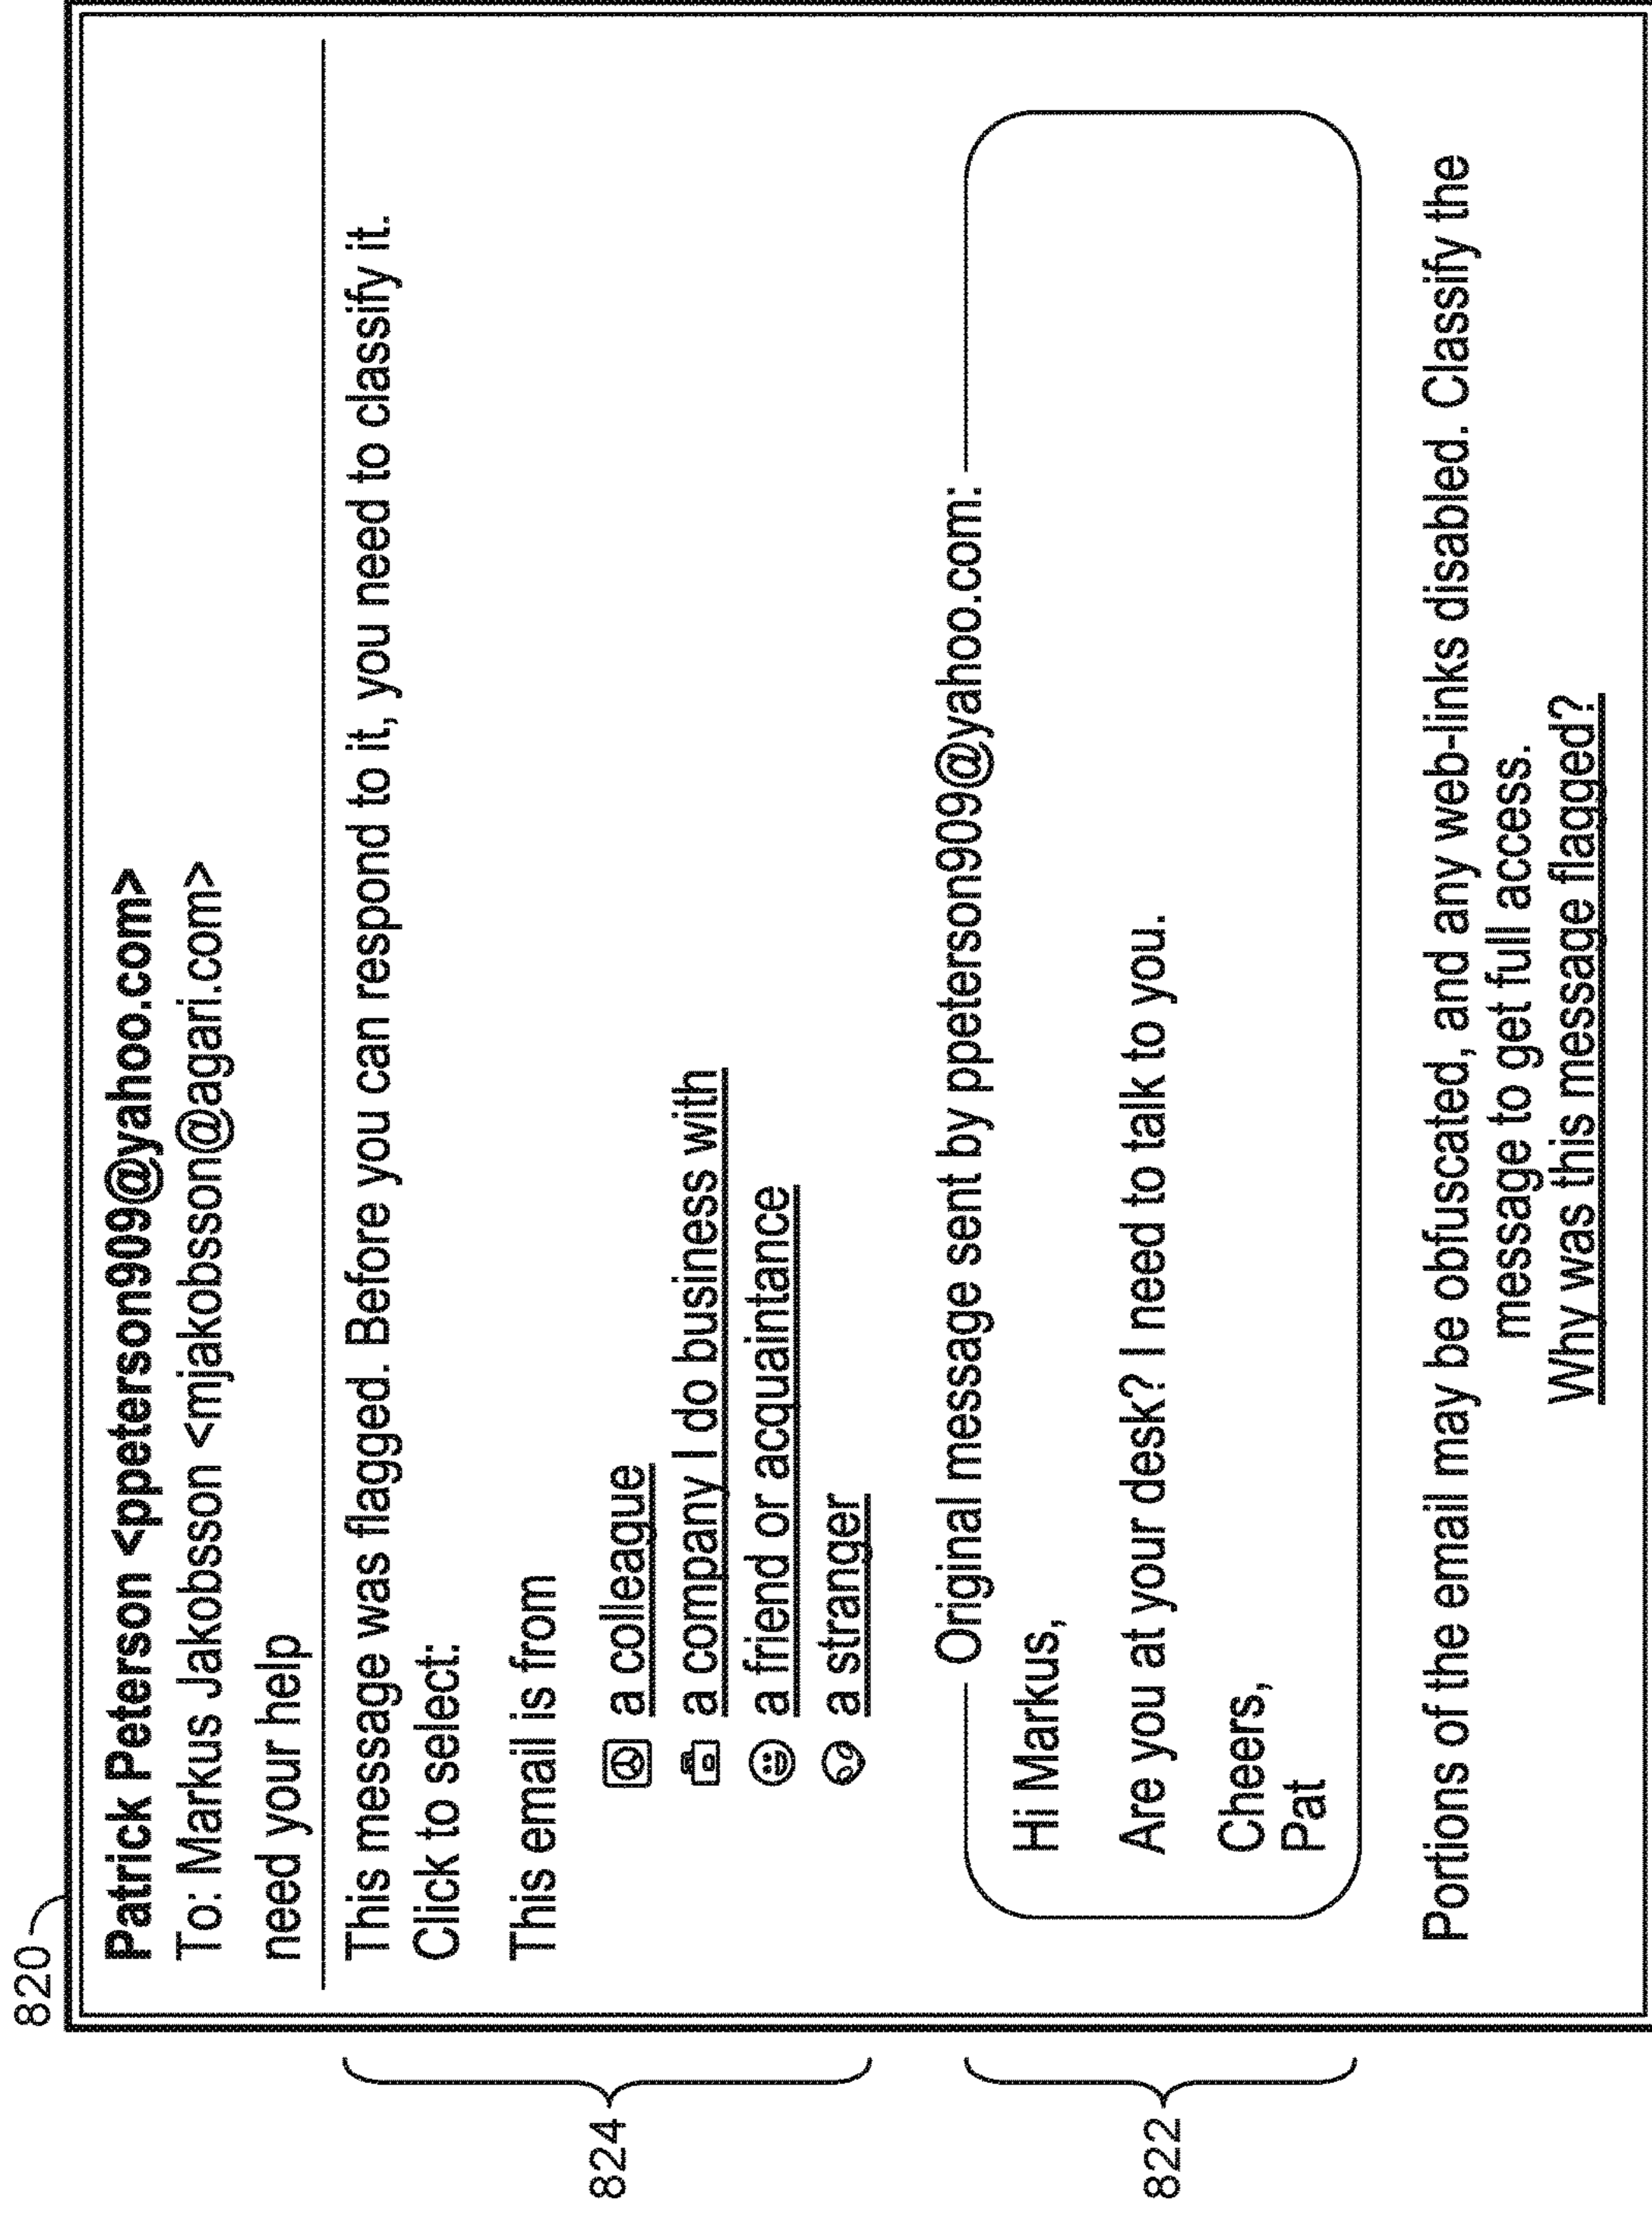 820
Patrick Peterson <ppeterson909@yahoo.com>
To: Markus Jakobsson <mjakobsson@agari.com>
need your help
This message was flagged. Before you can respond to it, you need to classify it.
Click to select:
This email is from
a colleague
a company I do business with
a friend or acquaintance
a stranger
824
Original message sent by ppeterson909@yahoo.com:
Hi Markus,
Are you at your desk? I need to talk to you.
Cheers,
Pat
822
Portions of the email may be obfuscated, and any web-links disabled. Classify the
message to get full access.
Why was this message flagged?